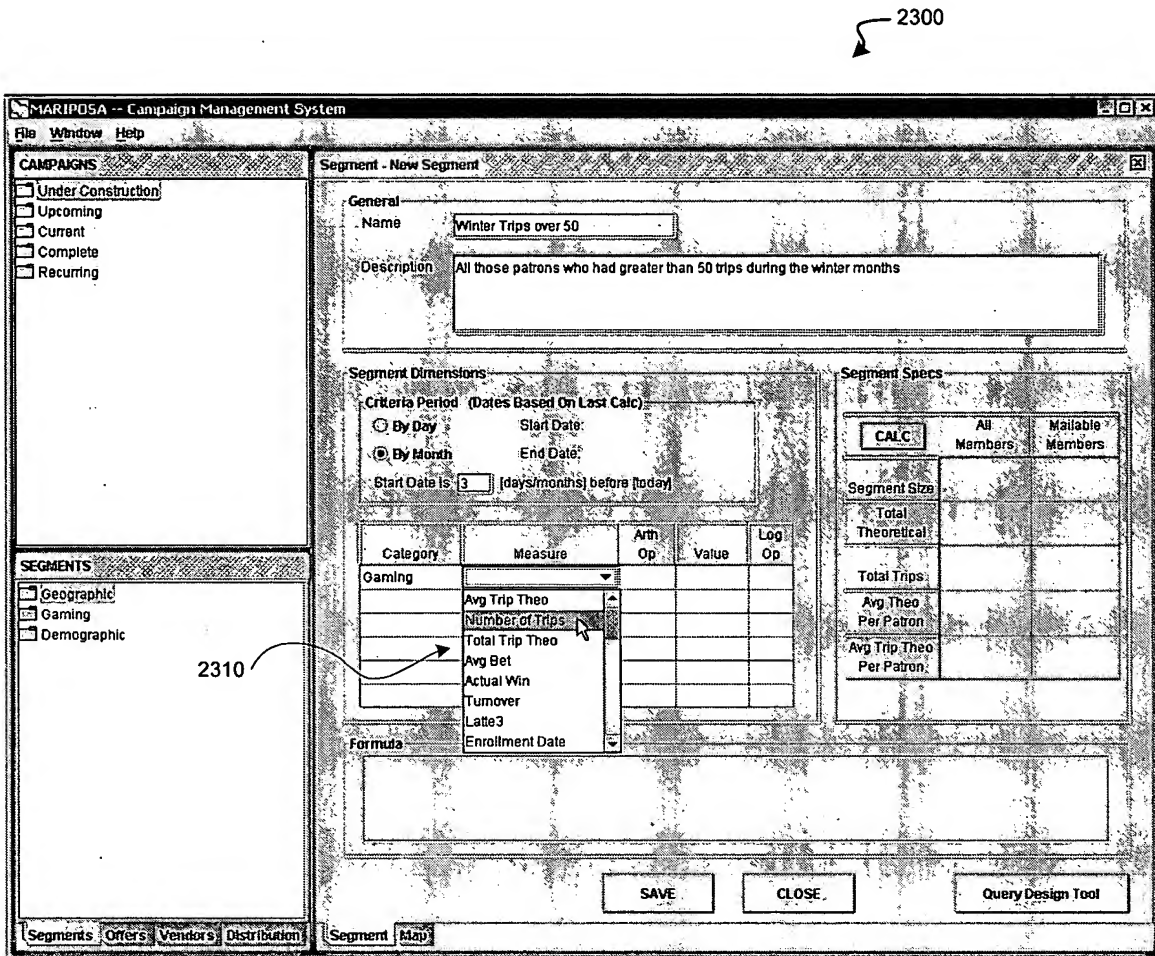 2300
MARIPOSA -- Campaign Management System
File Window Help
CAMPAIGNS
Under Construction
Upcoming
Current
Complete
Recurring
SEGMENTS
Geographic
Gaming
Demographic
2310
Segments Offers Vendors Distribution
Segment - New Segment
General
Name
Winter Trips over 50
Description
All those patrons who had greater than 50 trips during the winter months
Segment Dimensions
Criteria Period (Dates Based On Last Calc)
By Day Start Date:
By Month End Date:
Start Date is 3 [days/months] before [today]
Category Measure Arth Op Value Log Op
Gaming
Avg Trip Theo
Number of Trips
Total Trip Theo
Avg Bet
Actual Win
Turnover
Latte3
Enrollment Date
Segment Specs
CALC All Members Mailable Members
Segment Size
Total Theoretical
Total Trips
Avg Theo Per Patron
Avg Trip Theo Per Patron
Formula
SAVE CLOSE Query Design Tool
Segment Map